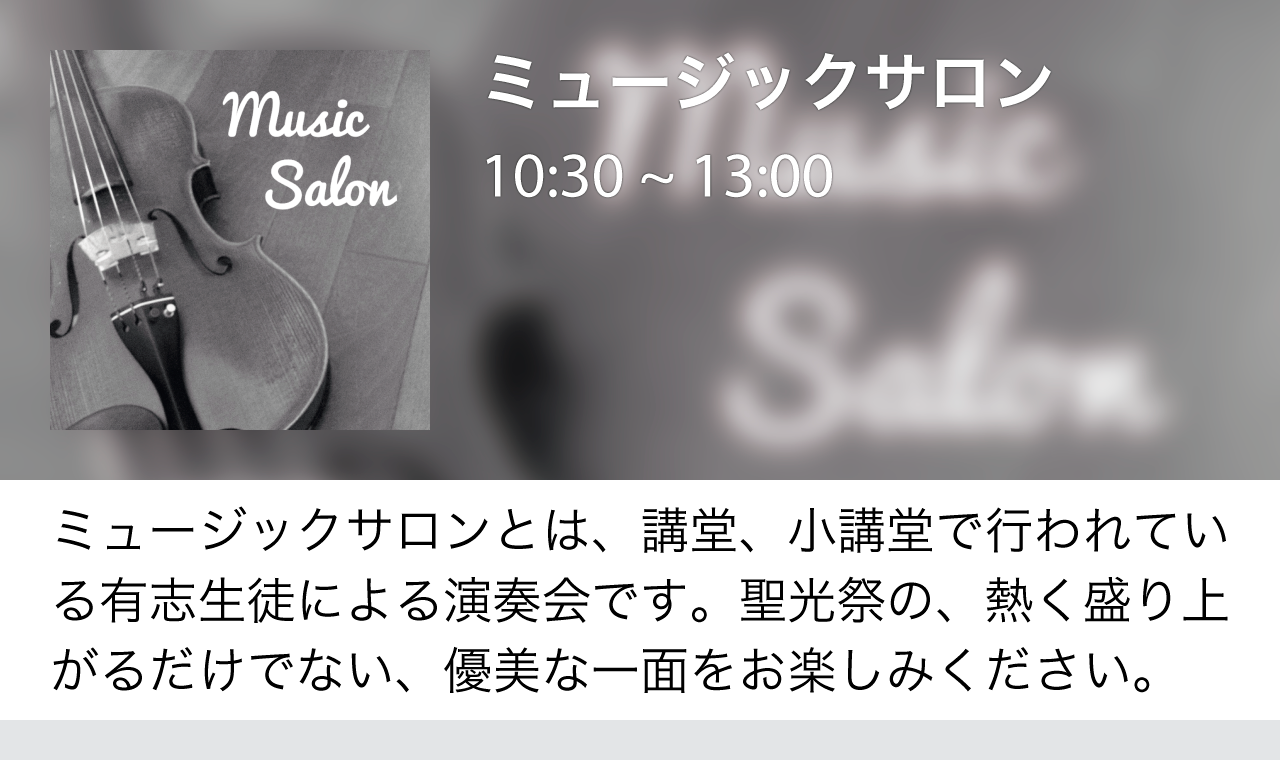 Music
Salon
ミュージックサロン
10:30 ~ 13:00
Music
Salon
ミュージックサロンとは、講堂、小講堂で行われてい
る有志生徒による演奏会です。聖光祭の、熱く盛り上
がるだけでない、優美な一面をお楽しみください。